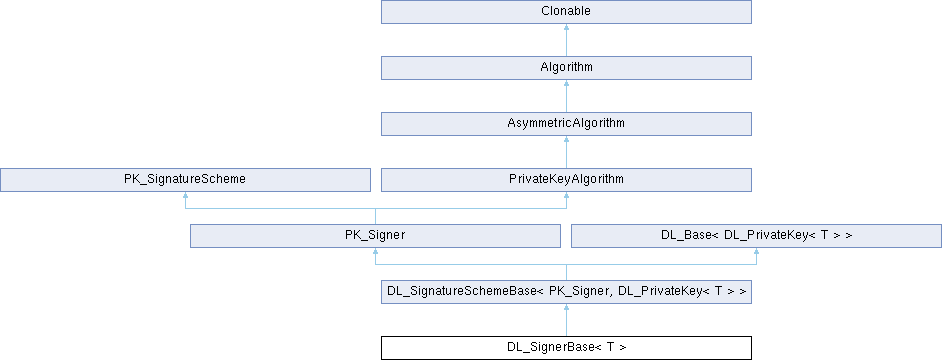 Clonable
Algorithm
AsymmetricAlgorithm
PK_SignatureScheme
PrivateKeyAlgorithm
PK_Signer
DL_Base< DL_PrivateKey< T > >
DL_SignatureSchemeBase< PK_Signer, DL_PrivateKey< T > >
DL_SignerBase< T >